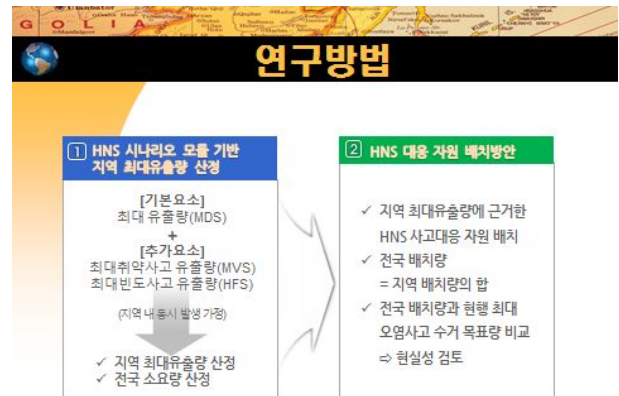 연구방법
1 HNS 시나리오 모듈 기반
지역 최대유출량 산정
[기본요소]
최대 유출량(MDS)
+
[추가요소]
최대취약사고 유출량(MVS)
최대빈도사고 유출량(HFS)
(지역 내 동시 발생 가정)
✓ 지역 최대유출량 산정
✓ 전국 소요량 산정
2 HNS 대응 자원 배치방안
✓ 지역 최대유출량에 근거한
HNS 사고대응 자원 배치
✓ 전국 배치량
= 지역 배치량의 합
✓ 전국 배치량과 현행 최대
오염사고 수거 목표량 비교
⇨ 현실성 검토